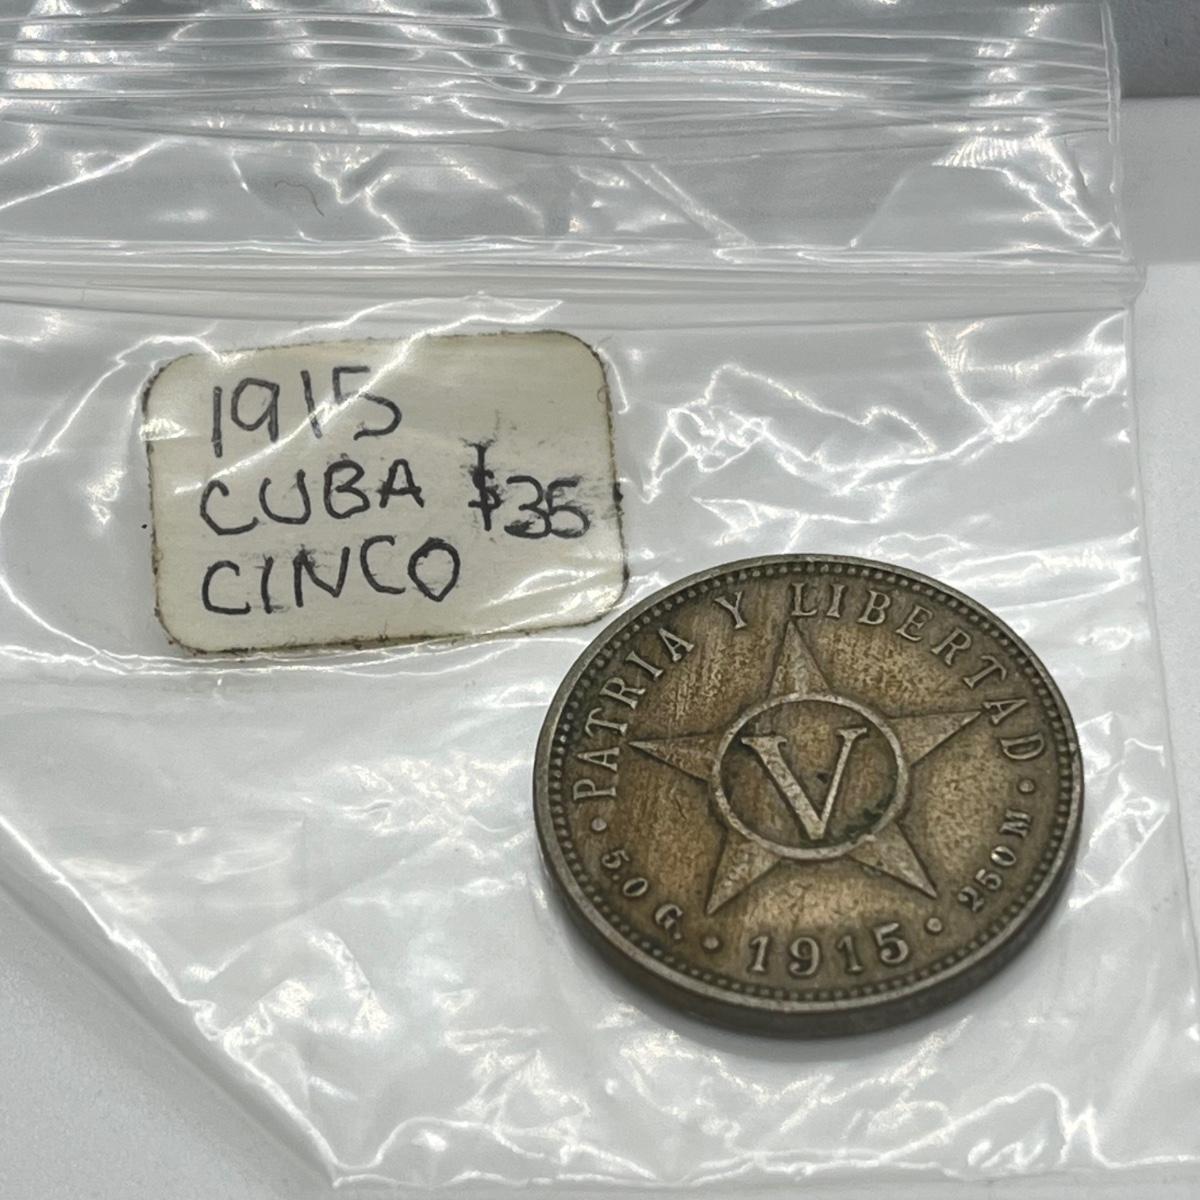 1915
CUBA $35
CINCO
PATRIA Y LIBERTAD
V
5.0 G. • 1915 • 250 M